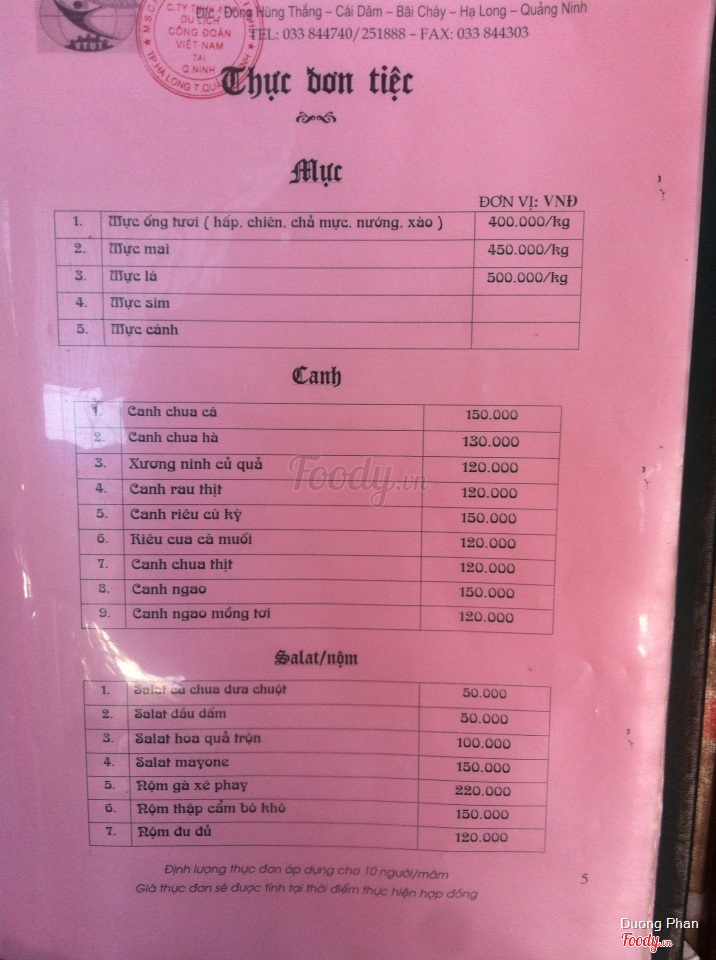 Đ/c: Đông Hùng Thắng – Cái Dăm – Bãi Cháy – Hạ Long – Quảng Ninh
TEL: 033 844740/251888 – FAX: 033 844303
VTUT
DU LỊCH
CÔNG ĐOÀN
VIỆT NAM
TẠI
Q.NINH
Thực đơn tiệc
Mực
ĐƠN VỊ: VNĐ
1. Mực ống tươi ( hấp, chiên, chả mực, nướng, xào ) 400.000/kg
2. Mực mai 450.000/kg
3. Mực lá 500.000/kg
4. Mực sim
5. Mực cánh
Canh
1. Canh chua cá 150.000
2. Canh chua hà 130.000
3. Xương ninh củ quả 120.000
4. Canh rau thịt 120.000
5. Canh riêu cù kỳ 150.000
6. Riêu cua cà muối 120.000
7. Canh chua thịt 120.000
8. Canh ngao 150.000
9. Canh ngao mồng tơi 120.000
Foody.vn
Salat/nộm
1. Salat cà chua dưa chuột 50.000
2. Salat dầu dấm 50.000
3. Salat hoa quả trộn 100.000
4. Salat mayone 150.000
5. Nộm gà xé phay 220.000
6. Nộm thập cẩm bò khô 150.000
7. Nộm đu đủ 120.000
Định lượng thực đơn áp dụng cho 10 người/mâm
Giá thực đơn sẽ được tính tại thời điểm thực hiện hợp đồng
5
Duong Phan
Foody.vn